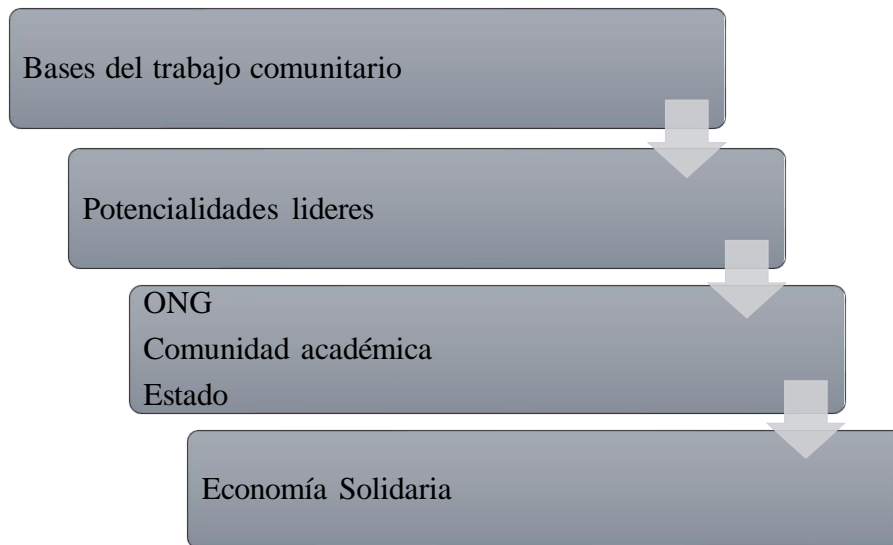 Bases del trabajo comunitario
Potencialidades lideres
ONG
Comunidad académica
Estado
Economía Solidaria